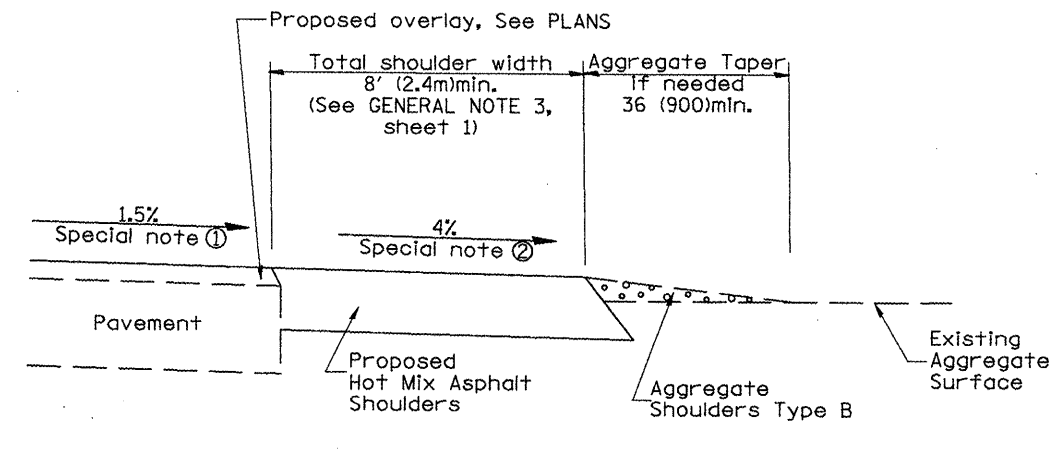 Proposed overlay, See PLANS
Total shoulder width
8' (2.4m)min.
(See GENERAL NOTE 3,
sheet 1)
Aggregate Taper
if needed
36 (900)min.
1.5%
Special note ①
4%
Special note ②
Pavement
Proposed
Hot Mix Asphalt
Shoulders
Aggregate
Shoulders Type B
Existing
Aggregate
Surface